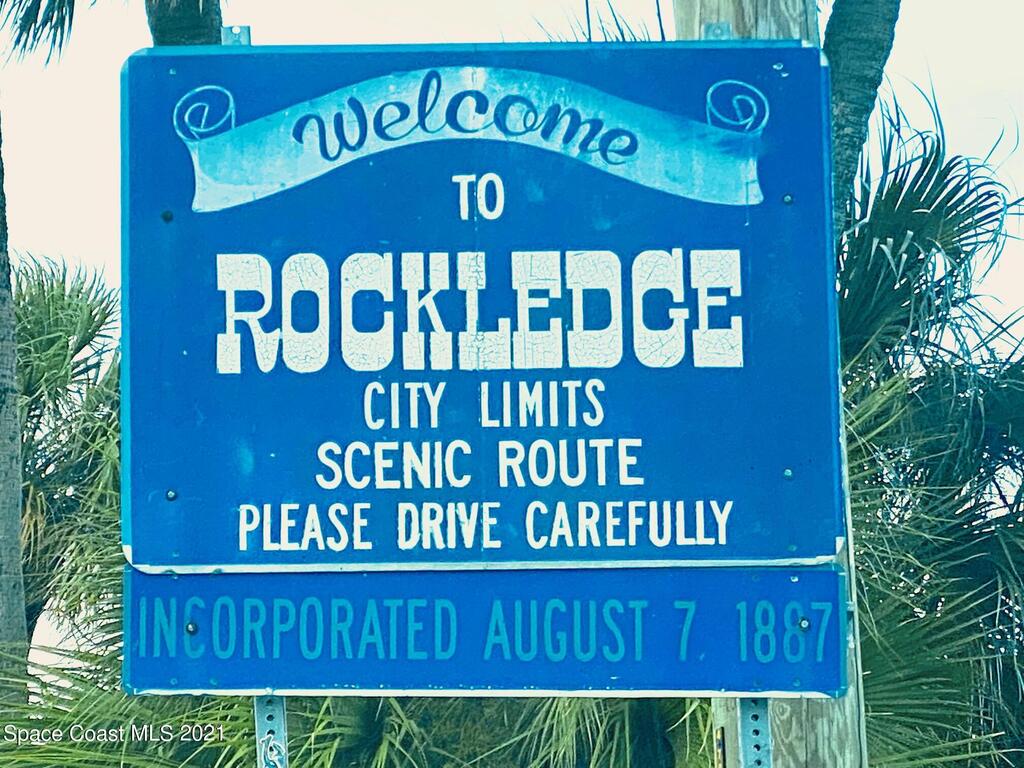 Welcome
TO
ROCKLEDGE
CITY LIMITS
SCENIC ROUTE
PLEASE DRIVE CAREFULLY
INCORPORATED AUGUST 7, 1887
Space Coast MLS 2021